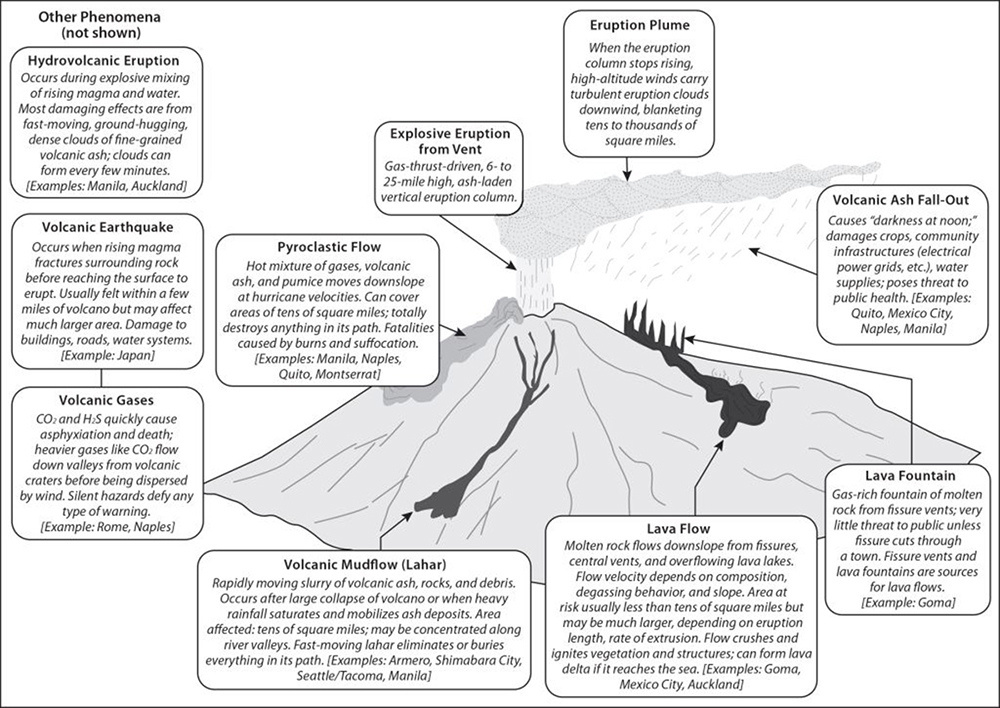 Other Phenomena
(not shown)
Hydrovolcanic Eruption
Occurs during explosive mixing
of rising magma and water.
Most damaging effects are from
fast-moving, ground-hugging,
dense clouds of fine-grained
volcanic ash; clouds can
form every few minutes.
[Examples: Manila, Auckland]
Volcanic Earthquake
Occurs when rising magma
fractures surrounding rock
before reaching the surface to
erupt. Usually felt within a few
miles of volcano but may affect
much larger area. Damage to
buildings, roads, water systems.
[Example: Japan]
Volcanic Gases
CO₂ and H₂S quickly cause
asphyxiation and death;
heavier gases like CO₂ flow
down valleys from volcanic
craters before being dispersed
by wind. Silent hazards defy any
type of warning.
[Example: Rome, Naples]
Pyroclastic Flow
Hot mixture of gases, volcanic
ash, and pumice moves downslope
at hurricane velocities. Can cover
areas of tens of square miles; totally
destroys anything in its path. Fatalities
caused by burns and suffocation.
[Examples: Manila, Naples,
Quito, Montserrat]
Explosive Eruption
from Vent
Gas-thrust-driven, 6- to
25-mile high, ash-laden
vertical eruption column.
Eruption Plume
When the eruption
column stops rising,
high-altitude winds carry
turbulent eruption clouds
downwind, blanketing
tens to thousands of
square miles.
Volcanic Ash Fall-Out
Causes “darkness at noon;”
damages crops, community
infrastructures (electrical
power grids, etc.), water
supplies; poses threat to
public health. [Examples:
Quito, Mexico City,
Naples, Manila]
Volcanic Mudflow (Lahar)
Rapidly moving slurry of volcanic ash, rocks, and debris.
Occurs after large collapse of volcano or when heavy
rainfall saturates and mobilizes ash deposits. Area
affected: tens of square miles; may be concentrated along
river valleys. Fast-moving lahar eliminates or buries
everything in its path. [Examples: Armero, Shimabara City,
Seattle/Tacoma, Manila]
Lava Flow
Molten rock flows downslope from fissures,
central vents, and overflowing lava lakes.
Flow velocity depends on composition,
degassing behavior, and slope. Area at
risk usually less than tens of square miles but
may be much larger, depending on eruption
length, rate of extrusion. Flow crushes and
ignites vegetation and structures; can form lava
delta if it reaches the sea. [Examples: Goma,
Mexico City, Auckland]
Lava Fountain
Gas-rich fountain of molten
rock from fissure vents; very
little threat to public unless
fissure cuts through
a town. Fissure vents and
lava fountains are sources
for lava flows.
[Example: Goma]